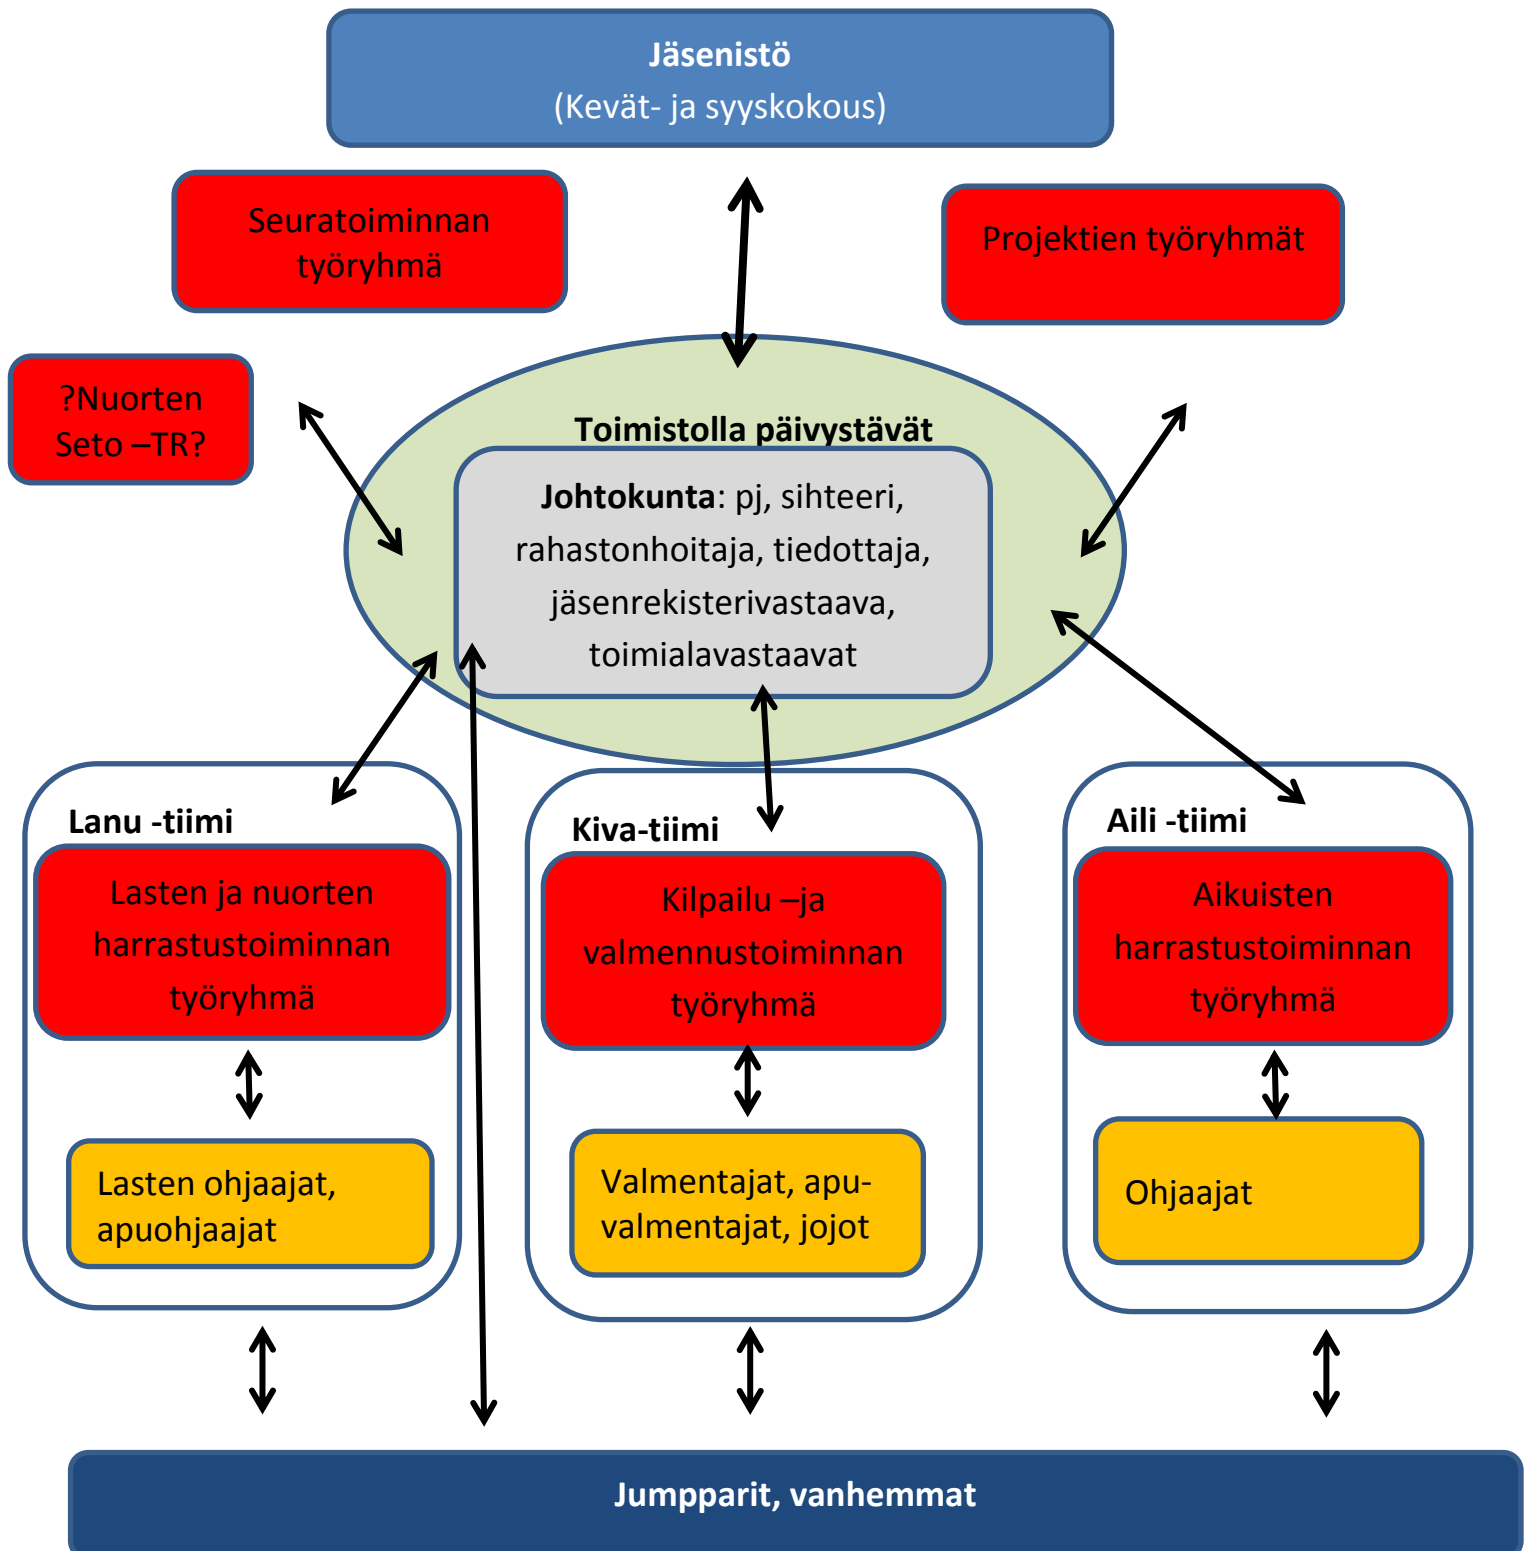 Jäsenistö
(Kevät- ja syyskokous)
Seuratoiminnan
työryhmä
Projektien työryhmät
?Nuorten
Seto –TR?
Toimistolla päivystävät
Johtokunta: pj, sihteeri,
rahastonhoitaja, tiedottaja,
jäsenrekisterivastaava,
toimialavastaavat
Lanu -tiimi
Lasten ja nuorten
harrastustoiminnan
työryhmä
Lasten ohjaajat,
apuohjaajat
Kiva-tiimi
Kilpailu –ja
valmennustoiminnan
työryhmä
Valmentajat, apu-
valmentajat, jojot
Aili -tiimi
Aikuisten
harrastustoiminnan
työryhmä
Ohjaajat
Jumpparit, vanhemmat